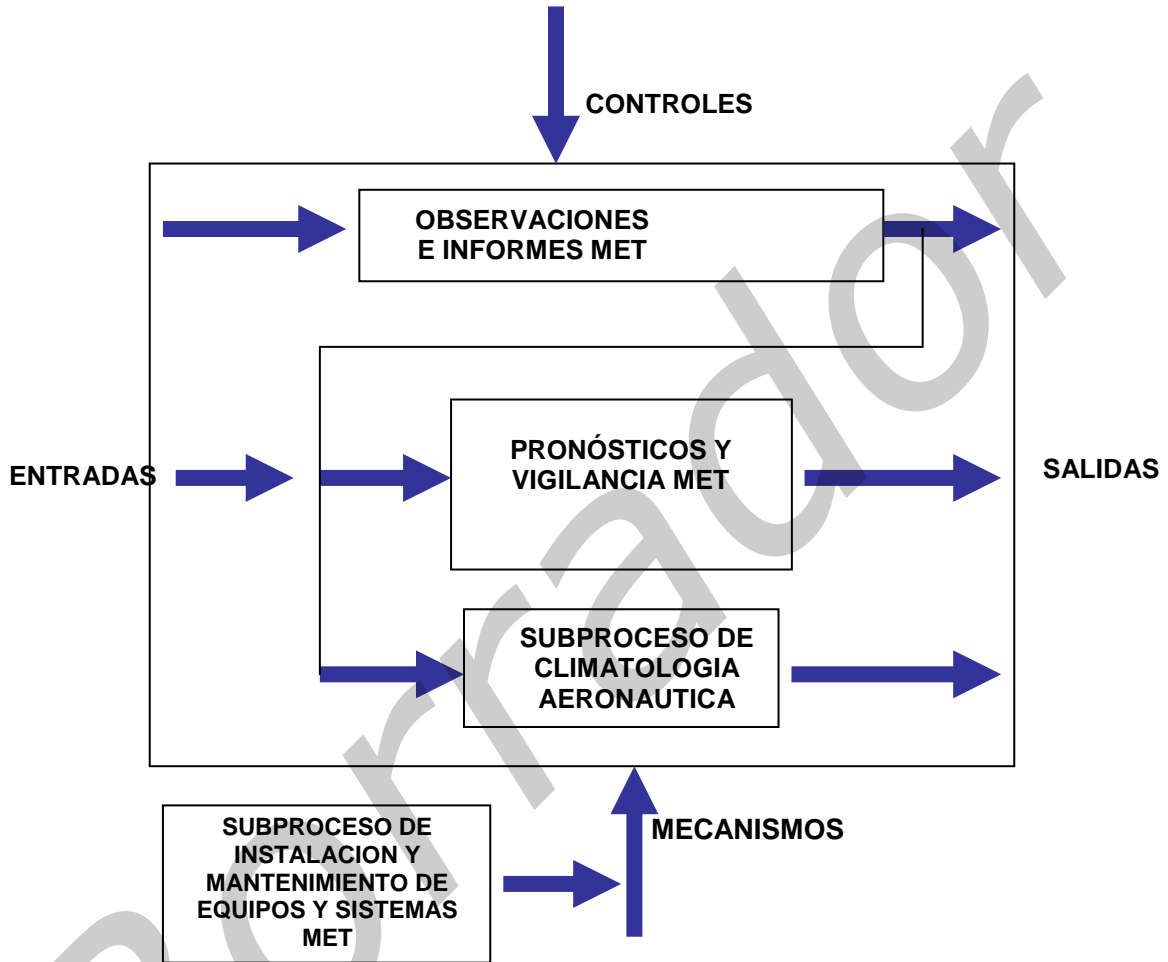 CONTROLES
OBSERVACIONES
E INFORMES MET
ENTRADAS
PRONÓSTICOS Y
VIGILANCIA MET
SALIDAS
SUBPROCESO DE
CLIMATOLOGIA
AERONAUTICA
SUBPROCESO DE
INSTALACION Y
MANTENIMIENTO DE
EQUIPOS Y SISTEMAS
MET
MECANISMOS
Borrador